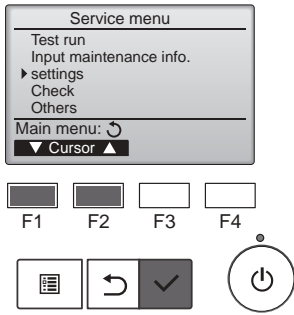 Service menu
Test run
Input maintenance info.
settings
Check
Others
Main menu:
Cursor
F1 F2 F3 F4